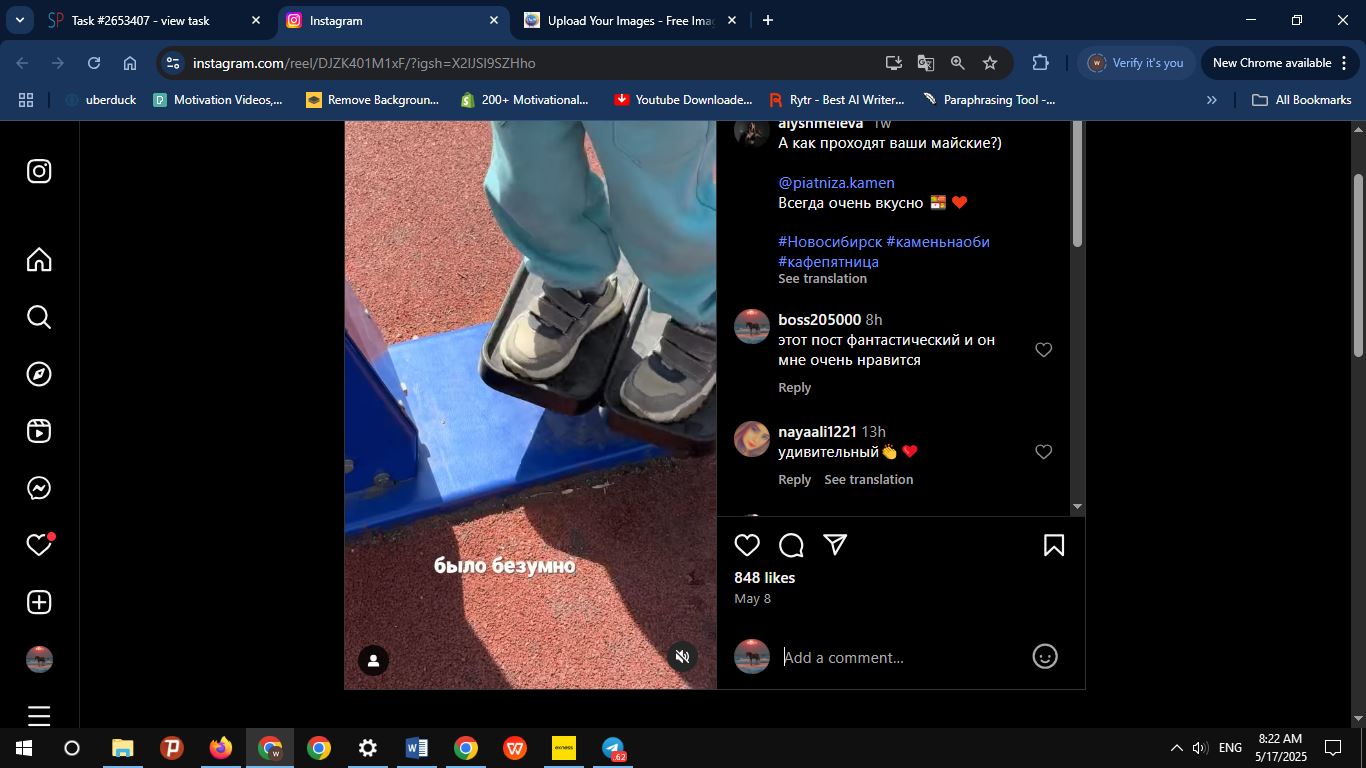 Task #2653407 - view task
Instagram
Upload Your Images - Free Imag
instagram.com/reel/DJZK401M1xF/?igsh=X2lJSl9SZHho
Verify it's you
New Chrome available
uberduck
Motivation Videos,...
Remove Backgroun...
200+ Motivational...
Youtube Downloade...
Rytr - Best AI Writer...
Paraphrasing Tool -...
All Bookmarks
alyshmeleva 1w
А как проходят ваши майские?)
@piatniza.kamen
Всегда очень вкусно 🍱 ❤️
#Новосибирск #каменьнаоби
#кафепятница
See translation
boss205000 8h
этот пост фантастический и он
мне очень нравится
Reply
nayaali1221 13h
удивительный👏 ❤️
Reply See translation
было безумно
848 likes
May 8
Add a comment...
exness
62
ENG
8:22 AM
5/17/2025